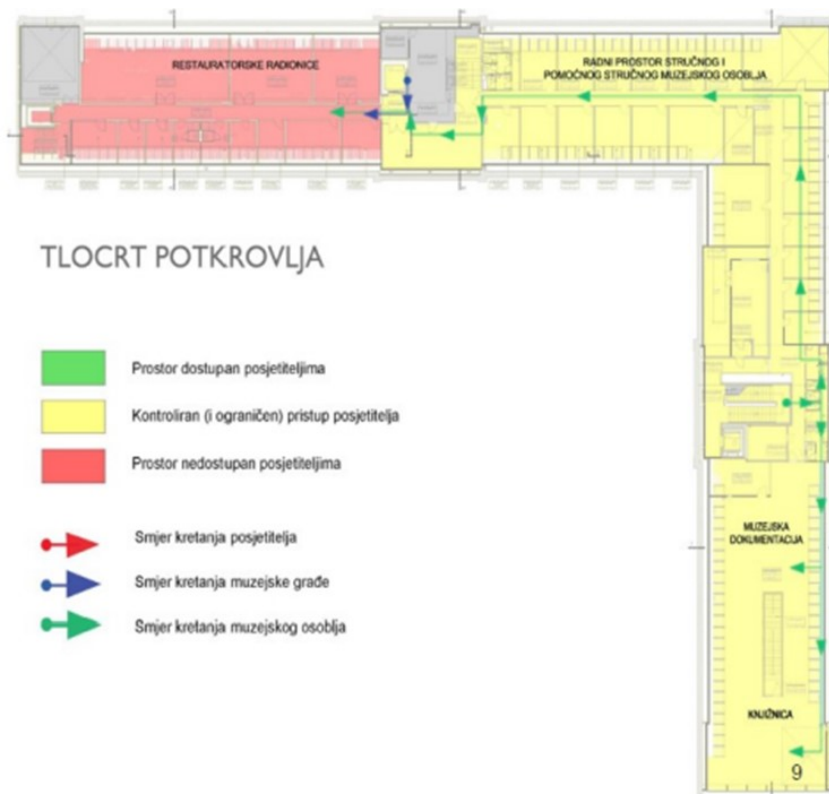 RESTAURATORSKE RADIONICE
RADNI PROSTOR STRUČNOG I
POMOĆNOG STRUČNOG MUZEJSKOG OSOBLJA
TLOCRT POTKROVLJA
Prostor dostupan posjetiteljima
Kontroliran (i ograničen) pristup posjetitelja
Prostor nedostupan posjetiteljima
Smjer kretanja posjetitelja
Smjer kretanja muzejske građe
Smjer kretanja muzejskog osoblja
MUZEJSKA
DOKUMENTACIJA
KNJIŽNICA
9